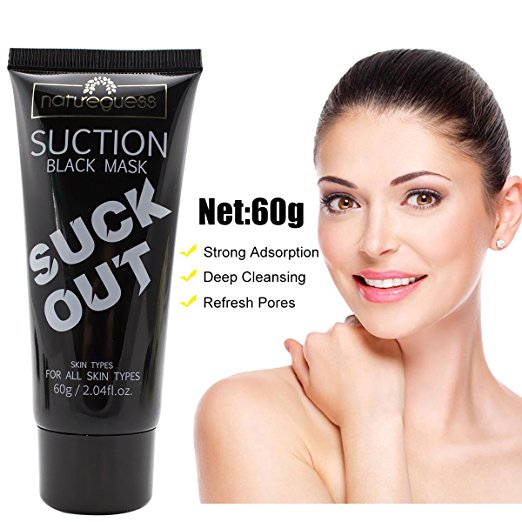 natureguess
SUCTION
BLACK MASK
SUCK
OUT
SKIN TYPES
FOR ALL SKIN TYPES
60g / 2.04fl.oz.
Net:60g
Strong Adsorption
Deep Cleansing
Refresh Pores